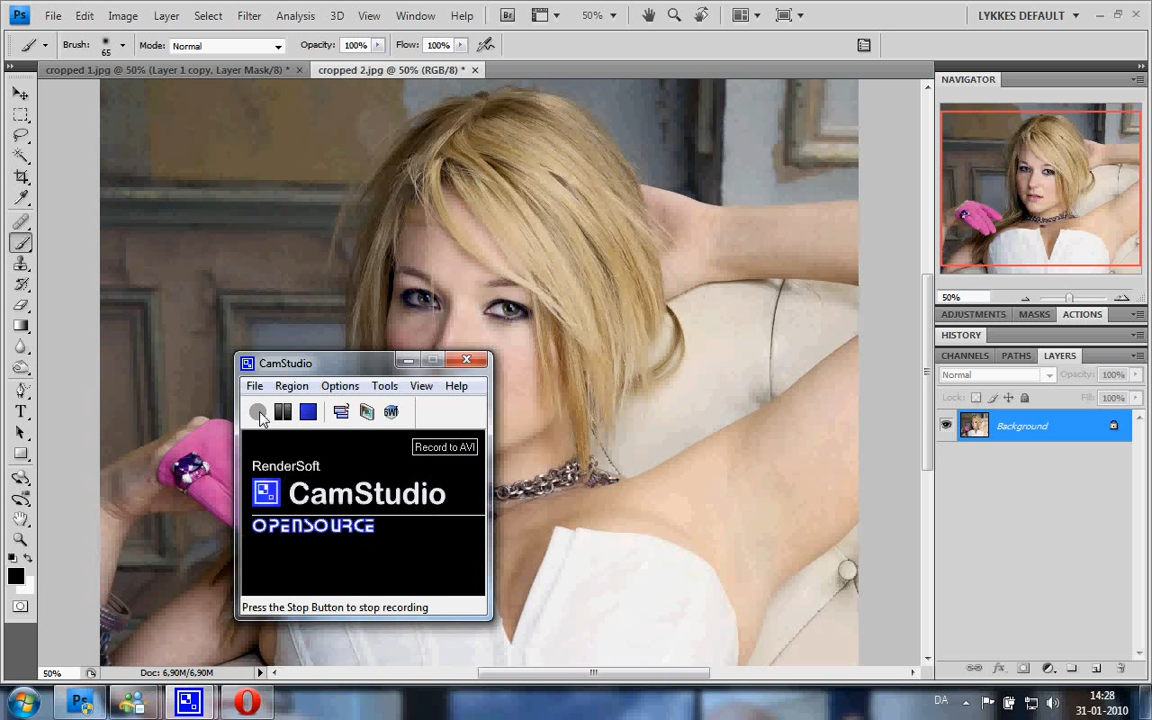 Ps File Edit Image Layer Select Filter Analysis 3D View Window Help Br 50% LYKKES DEFAULT
Brush: 65 Mode: Normal Opacity: 100% Flow: 100%
cropped 1.jpg @ 50% (Layer 1 copy, Layer Mask/8) * × cropped 2.jpg @ 50% (RGB/8) * ×
NAVIGATOR
50%
ADJUSTMENTS MASKS ACTIONS
HISTORY
CHANNELS PATHS LAYERS
Normal Opacity: 100%
Lock: Fill: 100%
Background
CamStudio
File Region Options Tools View Help
Record to AVI
RenderSoft
CamStudio
OPENSOURCE
Press the Stop Button to stop recording
T
50% Doc: 6,90M/6,90M
Ps DA 14:28
31-01-2010